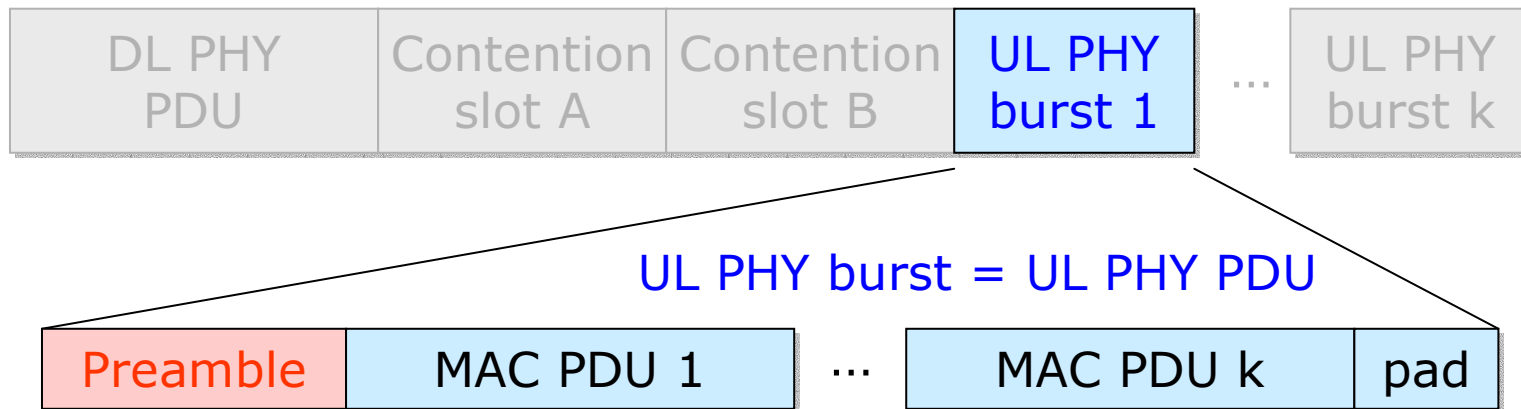 DL PHY
PDU
Contention
slot A
Contention
slot B
UL PHY
burst 1
...
UL PHY
burst k
UL PHY burst = UL PHY PDU
Preamble
MAC PDU 1
...
MAC PDU k
pad